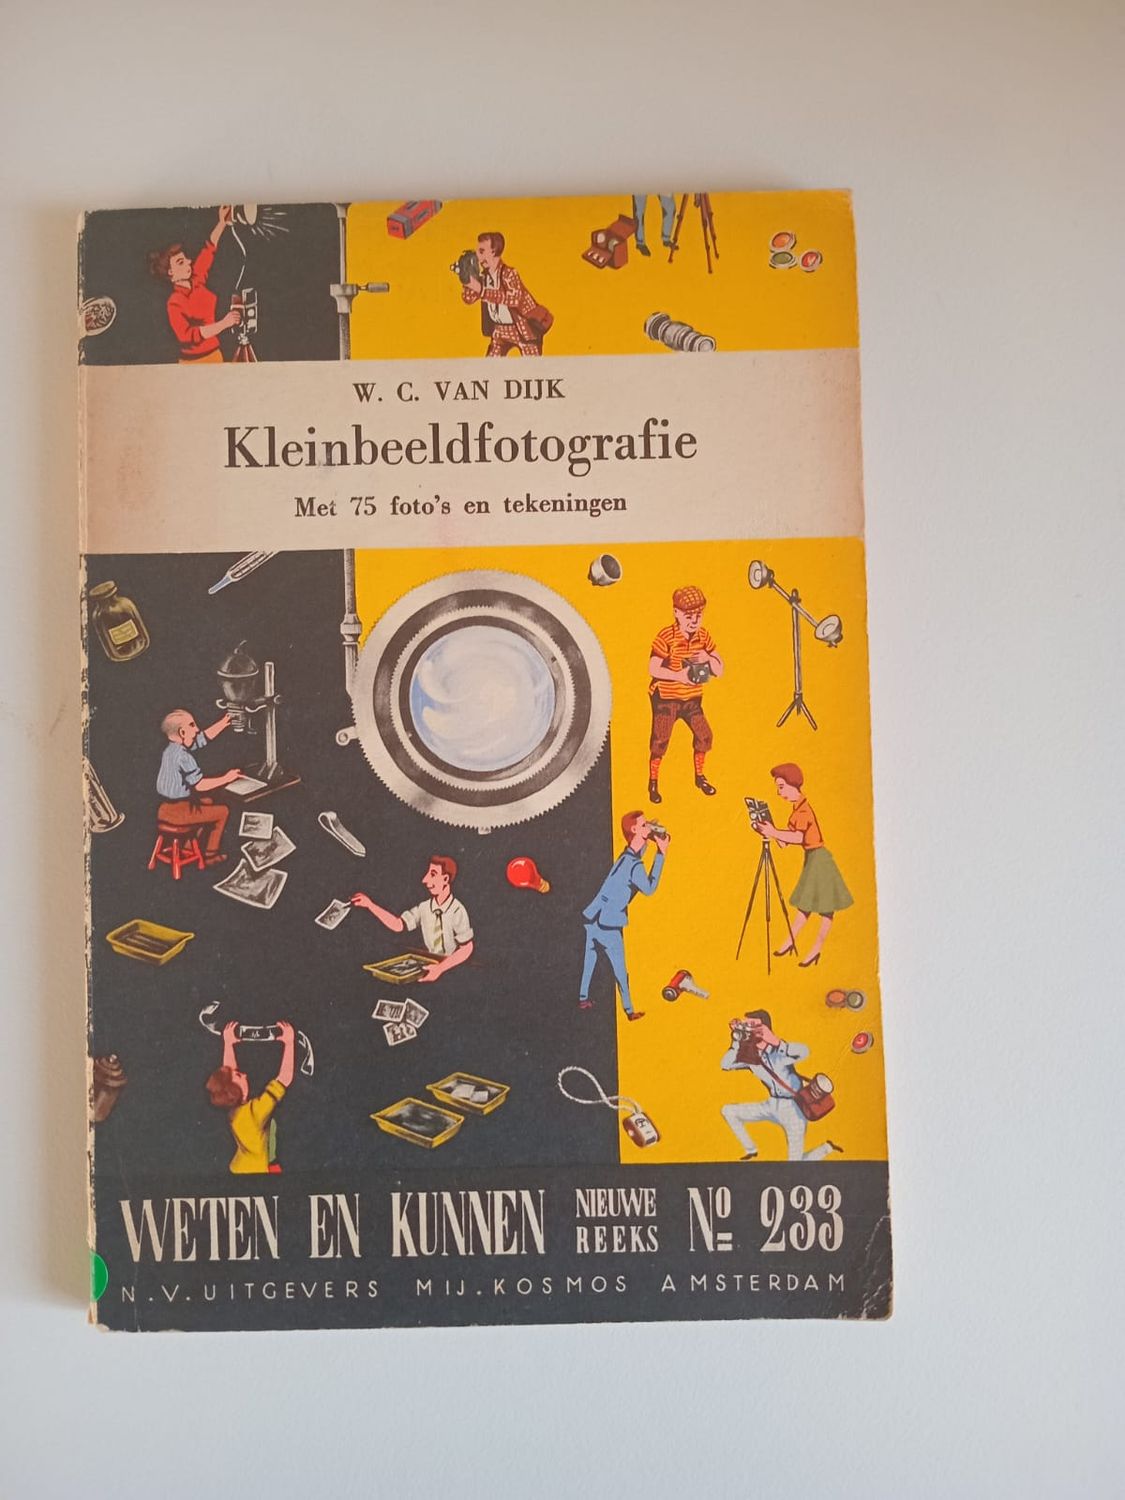 W. C. VAN DIJK
Kleinbeeldfotografie
Met 75 foto's en tekeningen
WETEN EN KUNNEN NIEUWE REEKS Nº 233
N.V. UITGEVERS MIJ. KOSMOS AMSTERDAM